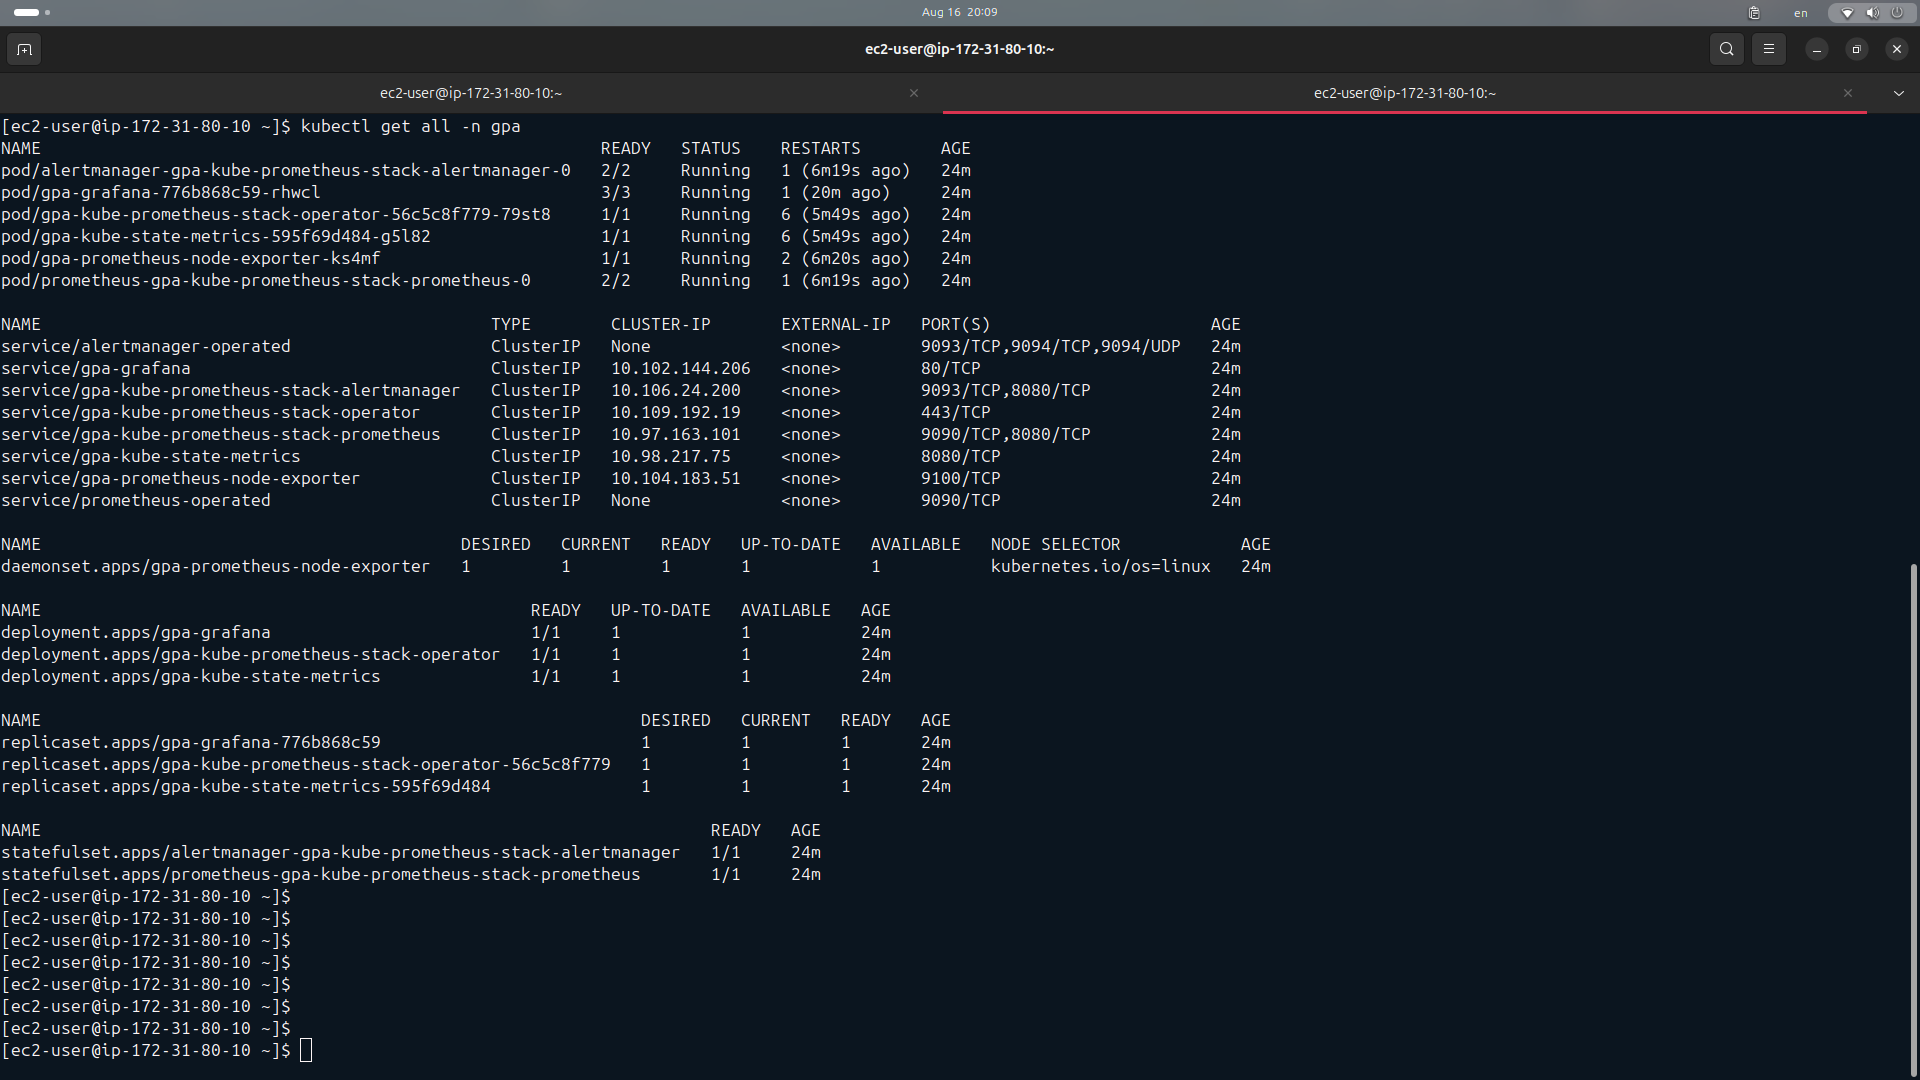 Aug 16 20:09
en
ec2-user@ip-172-31-80-10:~
ec2-user@ip-172-31-80-10:~
ec2-user@ip-172-31-80-10:~
[ec2-user@ip-172-31-80-10 ~]$ kubectl get all -n gpa
NAME READY STATUS RESTARTS AGE
pod/alertmanager-gpa-kube-prometheus-stack-alertmanager-0 2/2 Running 1 (6m19s ago) 24m
pod/gpa-grafana-776b868c59-rhwcl 3/3 Running 1 (20m ago) 24m
pod/gpa-kube-prometheus-stack-operator-56c5c8f779-79st8 1/1 Running 6 (5m49s ago) 24m
pod/gpa-kube-state-metrics-595f69d484-g5l82 1/1 Running 6 (5m49s ago) 24m
pod/gpa-prometheus-node-exporter-ks4mf 1/1 Running 2 (6m20s ago) 24m
pod/prometheus-gpa-kube-prometheus-stack-prometheus-0 2/2 Running 1 (6m19s ago) 24m
NAME TYPE CLUSTER-IP EXTERNAL-IP PORT(S) AGE
service/alertmanager-operated ClusterIP None <none> 9093/TCP,9094/TCP,9094/UDP 24m
service/gpa-grafana ClusterIP 10.102.144.206 <none> 80/TCP 24m
service/gpa-kube-prometheus-stack-alertmanager ClusterIP 10.106.24.200 <none> 9093/TCP,8080/TCP 24m
service/gpa-kube-prometheus-stack-operator ClusterIP 10.109.192.19 <none> 443/TCP 24m
service/gpa-kube-prometheus-stack-prometheus ClusterIP 10.97.163.101 <none> 9090/TCP,8080/TCP 24m
service/gpa-kube-state-metrics ClusterIP 10.98.217.75 <none> 8080/TCP 24m
service/gpa-prometheus-node-exporter ClusterIP 10.104.183.51 <none> 9100/TCP 24m
service/prometheus-operated ClusterIP None <none> 9090/TCP 24m
NAME DESIRED CURRENT READY UP-TO-DATE AVAILABLE NODE SELECTOR AGE
daemonset.apps/gpa-prometheus-node-exporter 1 1 1 1 1 kubernetes.io/os=linux 24m
NAME READY UP-TO-DATE AVAILABLE AGE
deployment.apps/gpa-grafana 1/1 1 1 24m
deployment.apps/gpa-kube-prometheus-stack-operator 1/1 1 1 24m
deployment.apps/gpa-kube-state-metrics 1/1 1 1 24m
NAME DESIRED CURRENT READY AGE
replicaset.apps/gpa-grafana-776b868c59 1 1 1 24m
replicaset.apps/gpa-kube-prometheus-stack-operator-56c5c8f779 1 1 1 24m
replicaset.apps/gpa-kube-state-metrics-595f69d484 1 1 1 24m
NAME READY AGE
statefulset.apps/alertmanager-gpa-kube-prometheus-stack-alertmanager 1/1 24m
statefulset.apps/prometheus-gpa-kube-prometheus-stack-prometheus 1/1 24m
[ec2-user@ip-172-31-80-10 ~]$
[ec2-user@ip-172-31-80-10 ~]$
[ec2-user@ip-172-31-80-10 ~]$
[ec2-user@ip-172-31-80-10 ~]$
[ec2-user@ip-172-31-80-10 ~]$
[ec2-user@ip-172-31-80-10 ~]$
[ec2-user@ip-172-31-80-10 ~]$
[ec2-user@ip-172-31-80-10 ~]$